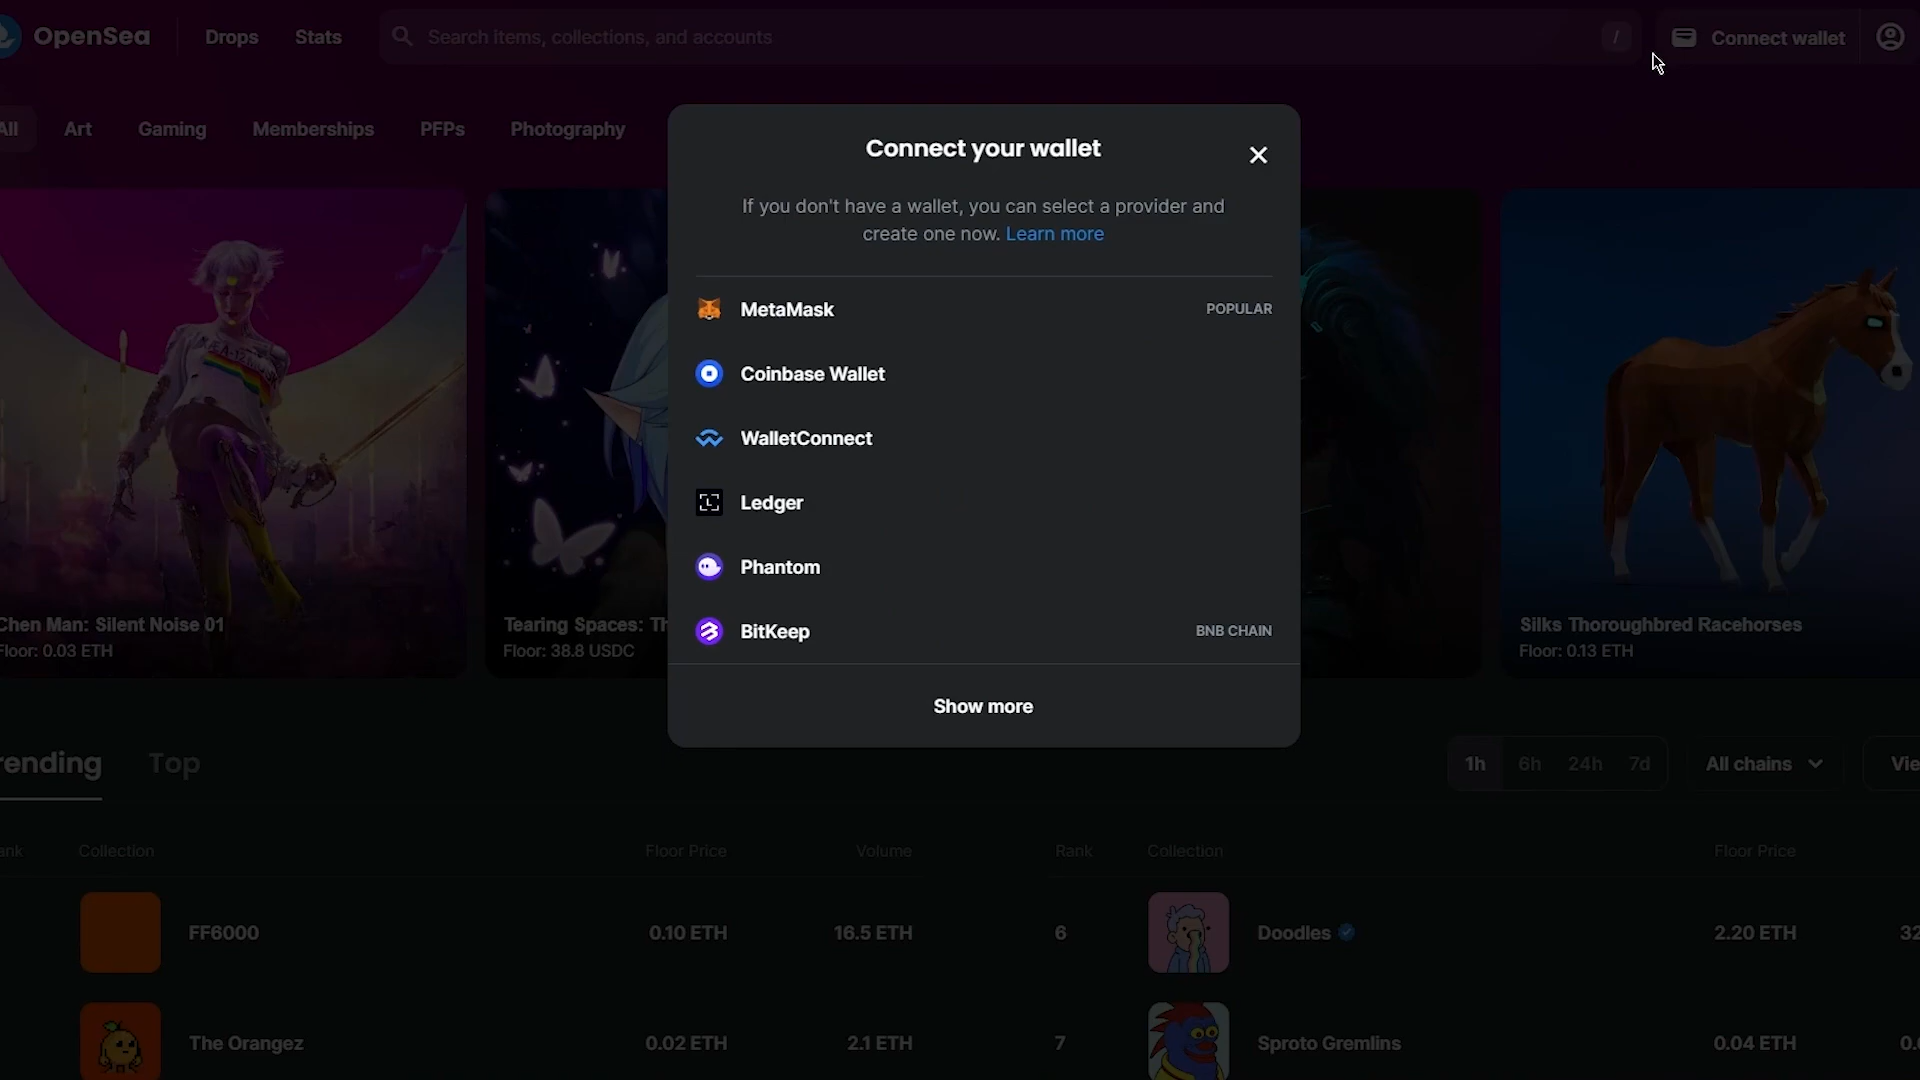 OpenSea
Drops
Stats
Search items, collections, and accounts
/
Connect wallet
All
Art
Gaming
Memberships
PFPs
Photography
Connect your wallet
If you don't have a wallet, you can select a provider and
create one now. Learn more
MetaMask
POPULAR
Coinbase Wallet
WalletConnect
Ledger
Phantom
BitKeep
BNB CHAIN
Show more
Chen Man: Silent Noise 01
Floor: 0.03 ETH
Tearing Spaces:
Floor: 38.8 USDC
Silks Thoroughbred Racehorses
Floor: 0.13 ETH
rending
Top
1h
6h
24h
7d
All chains
Vie
ank
Collection
Floor Price
Volume
Rank
Collection
Floor Price
FF6000
0.10 ETH
16.5 ETH
6
Doodles
2.20 ETH
32
The Orangez
0.02 ETH
2.1 ETH
7
Sproto Gremlins
0.04 ETH